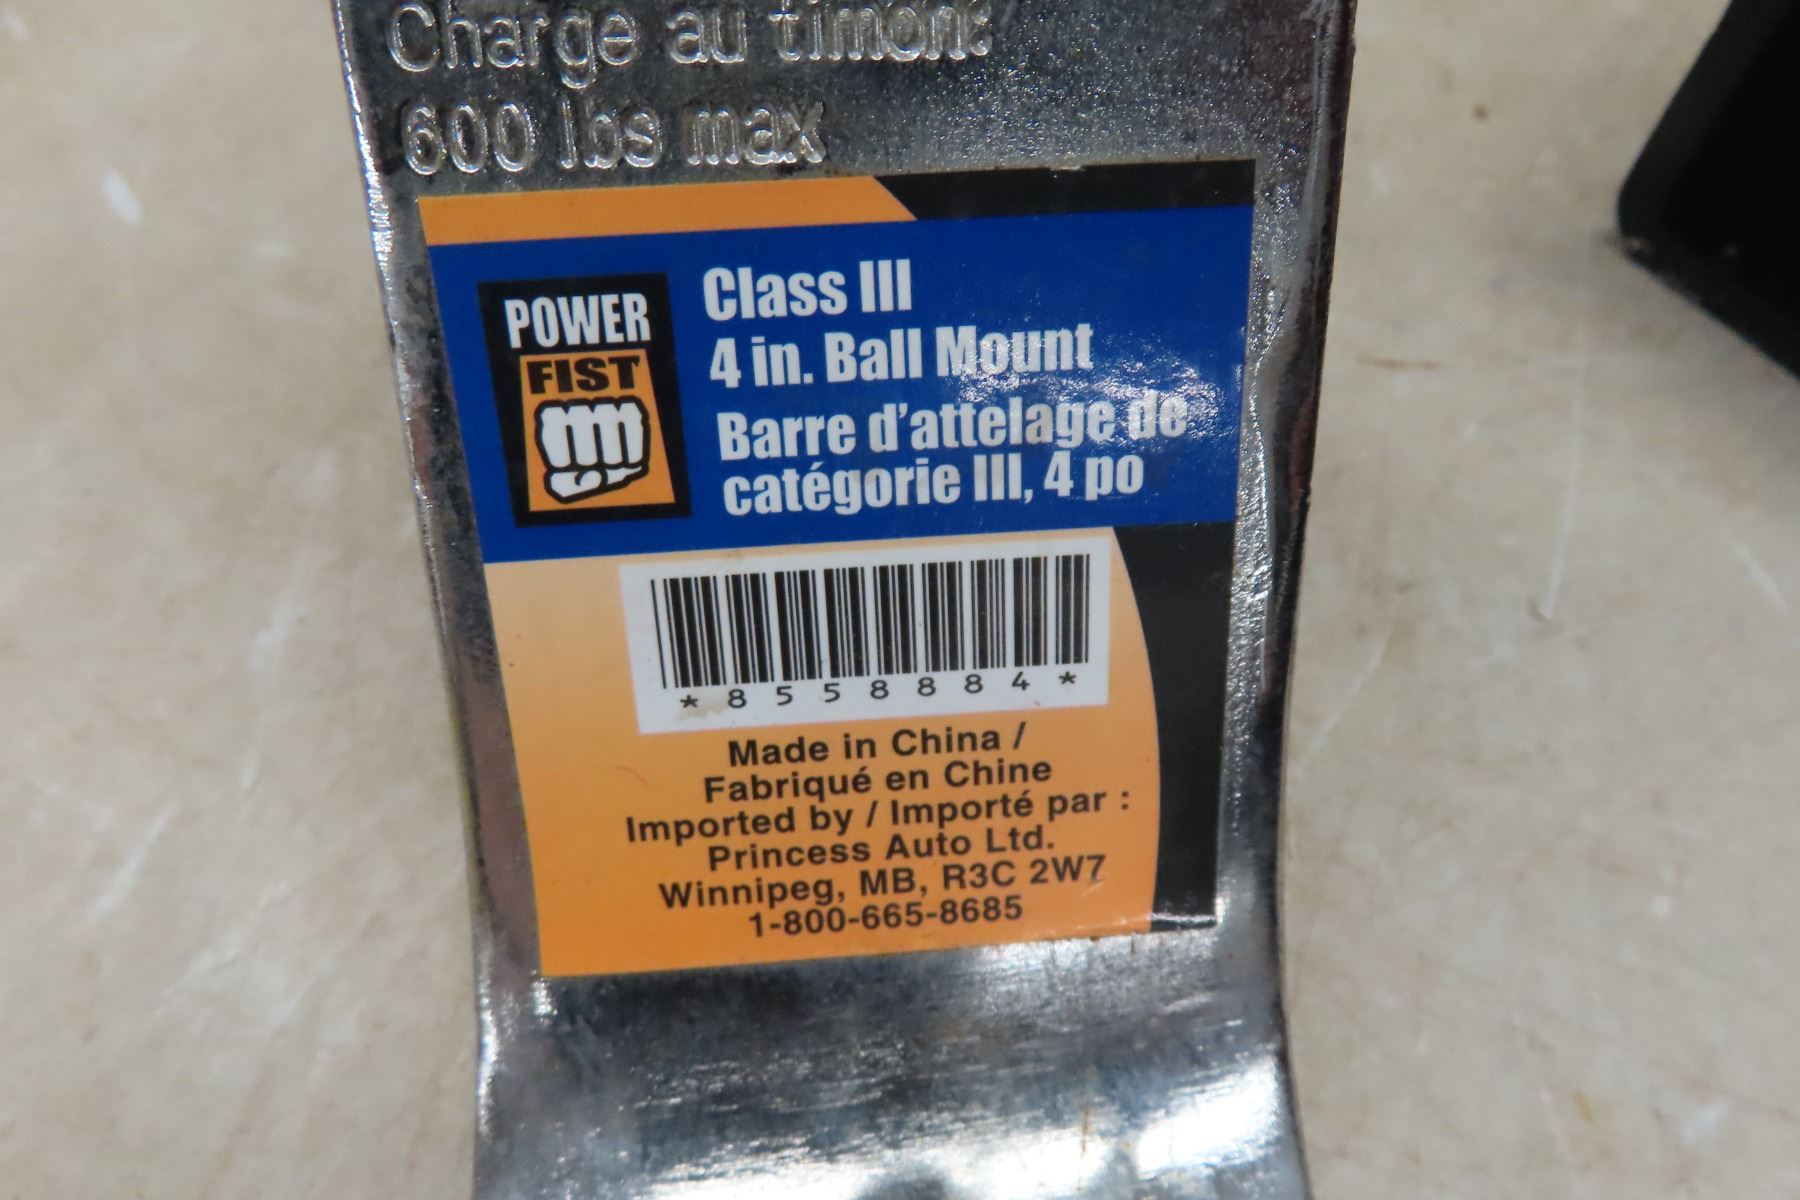 Charge au timont
600 lbs max
POWER
FIST
Class III
4 in. Ball Mount
Barre d'attelage de
catégorie III, 4 po
*8558884*
Made in China /
Fabriqué en Chine
Imported by / Importé par :
Princess Auto Ltd.
Winnipeg, MB, R3C 2W7
1-800-665-8685